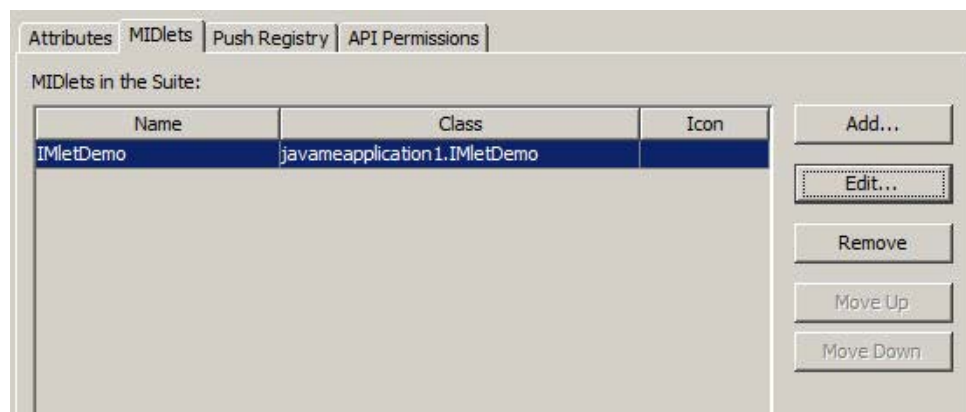 Attributes MIDlets Push Registry API Permissions
MIDlets in the Suite:
Name Class Icon Add...
IMletDemo javameapplication1.IMletDemo
Edit...
Remove
Move Up
Move Down